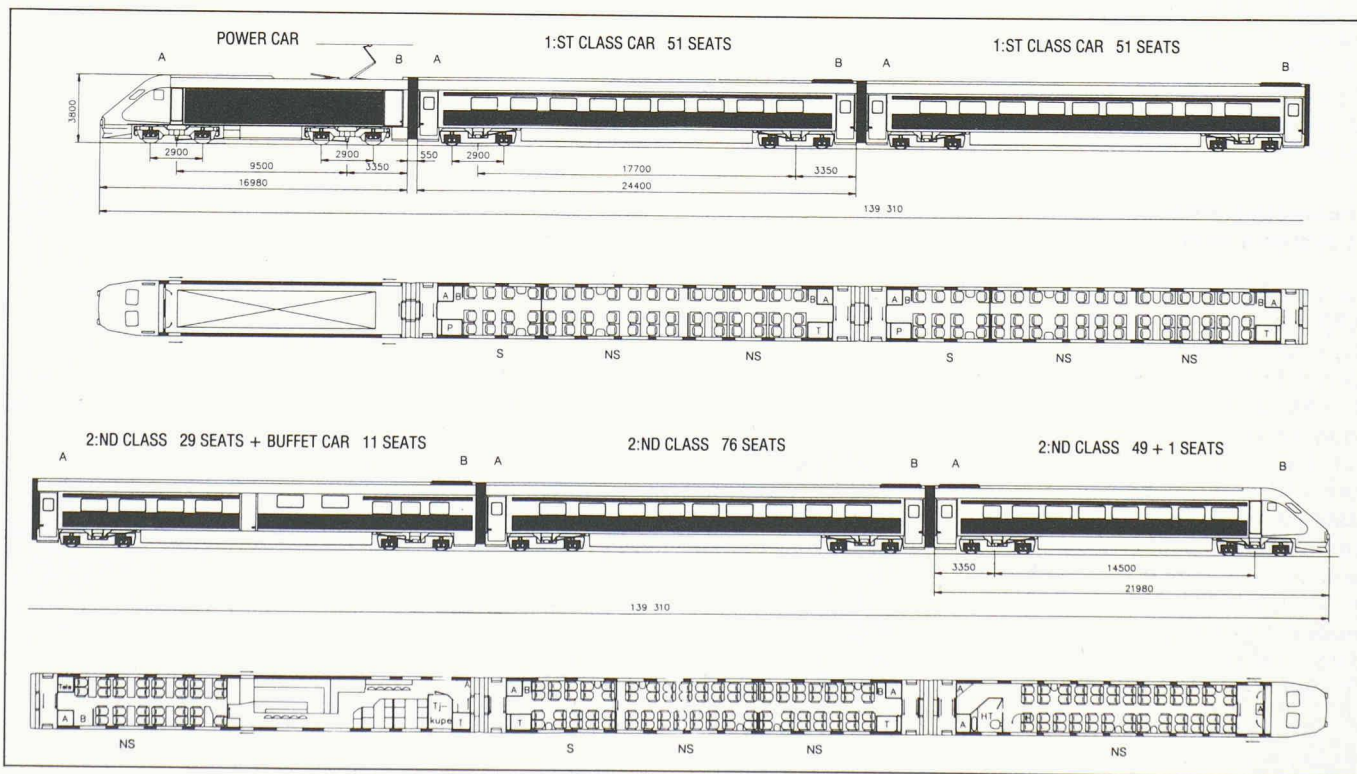 POWER CAR 1:ST CLASS CAR 51 SEATS 1:ST CLASS CAR 51 SEATS
A B A B A B
3800
2900 2900 550 2900
9500 3350 17700 3350
16980 24400
139 310
A B B A A B B A
P T P T
S NS NS S NS NS
2:ND CLASS 29 SEATS + BUFFET CAR 11 SEATS 2:ND CLASS 76 SEATS 2:ND CLASS 49 + 1 SEATS
A B A B A B
3350 14500
21980
139 310
Tele A A B B A A
A B Tj-kupe T T T A HT H A
NS S NS NS NS